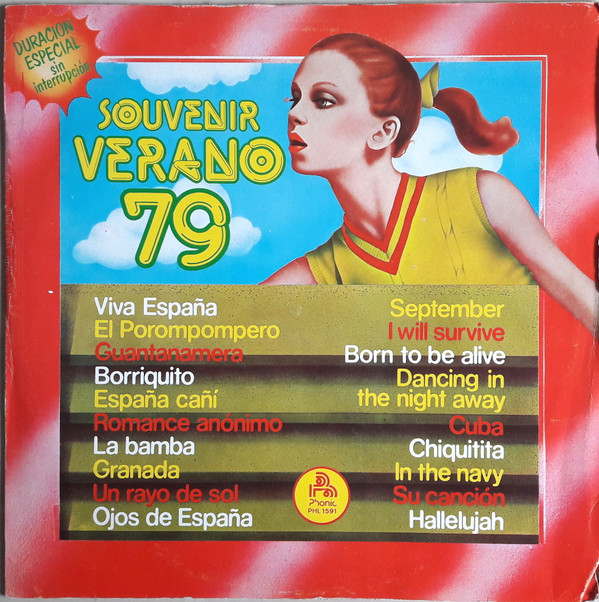 DURACION
ESPECIAL
sin
interrupción
SOUVENIR
VERANO
79
Viva España
El Porompompero
Guantanamera
Borriquito
España cañí
Romance anónimo
La bamba
Granada
Un rayo de sol
Ojos de España
September
I will survive
Born to be alive
Dancing in
the night away
Cuba
Chiquitita
In the navy
Su canción
Hallelujah
Phonic
PHL 1591